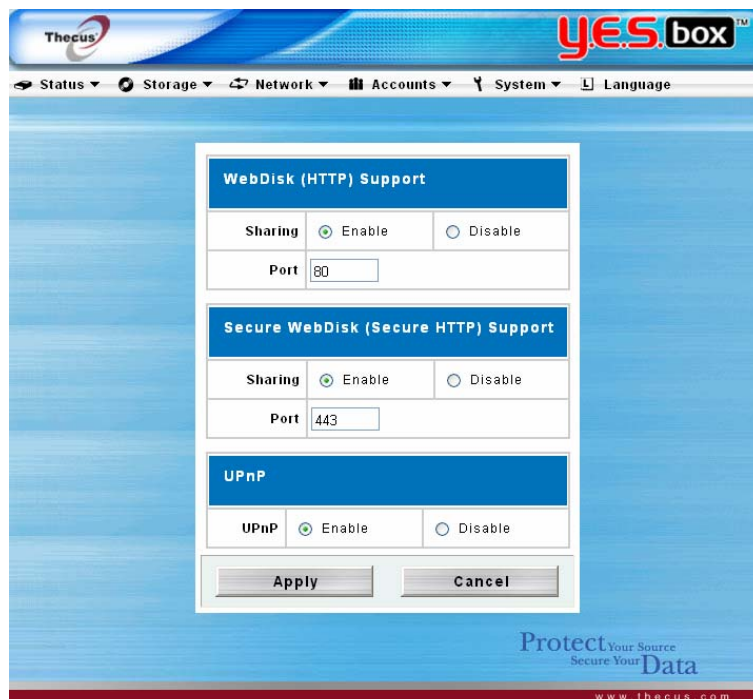 Thecus
Y.E.S.box™
Status Storage Network Accounts System L Language
WebDisk (HTTP) Support
Sharing Enable Disable
Port 80
Secure WebDisk (Secure HTTP) Support
Sharing Enable Disable
Port 443
UPnP
UPnP Enable Disable
Apply Cancel
Protect Your Source
Secure Your Data
www.thecus.com